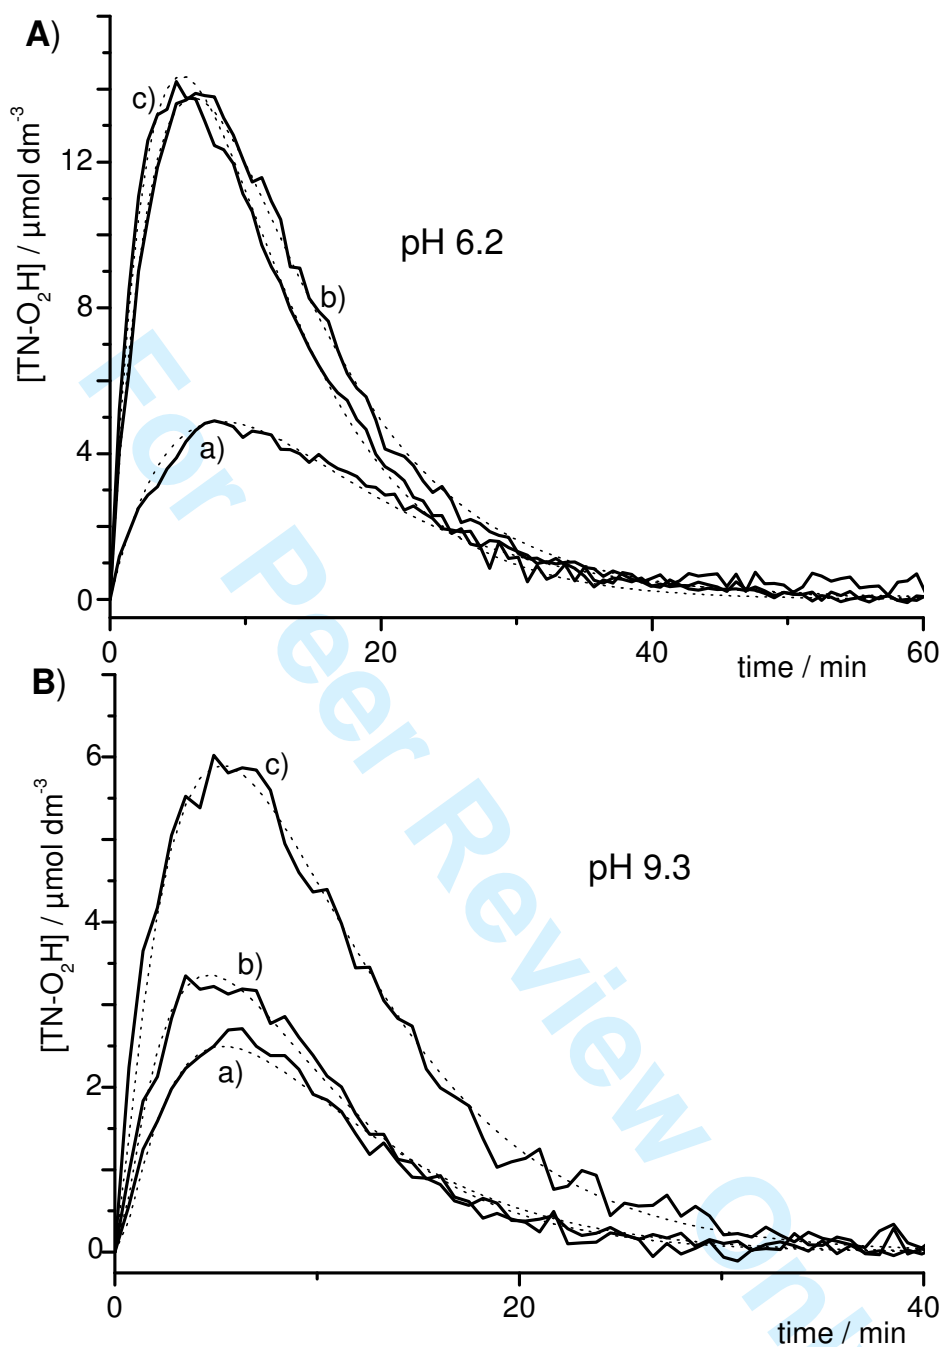 A)
[TN-O₂H] / µmol dm⁻³
c)
12
pH 6.2
8
b)
4
a)
0
0 20 40 60
time / min
B)
[TN-O₂H] / µmol dm⁻³
6
c)
pH 9.3
4
b)
a)
2
0
0 20 40
time / min
For Peer Review Onl